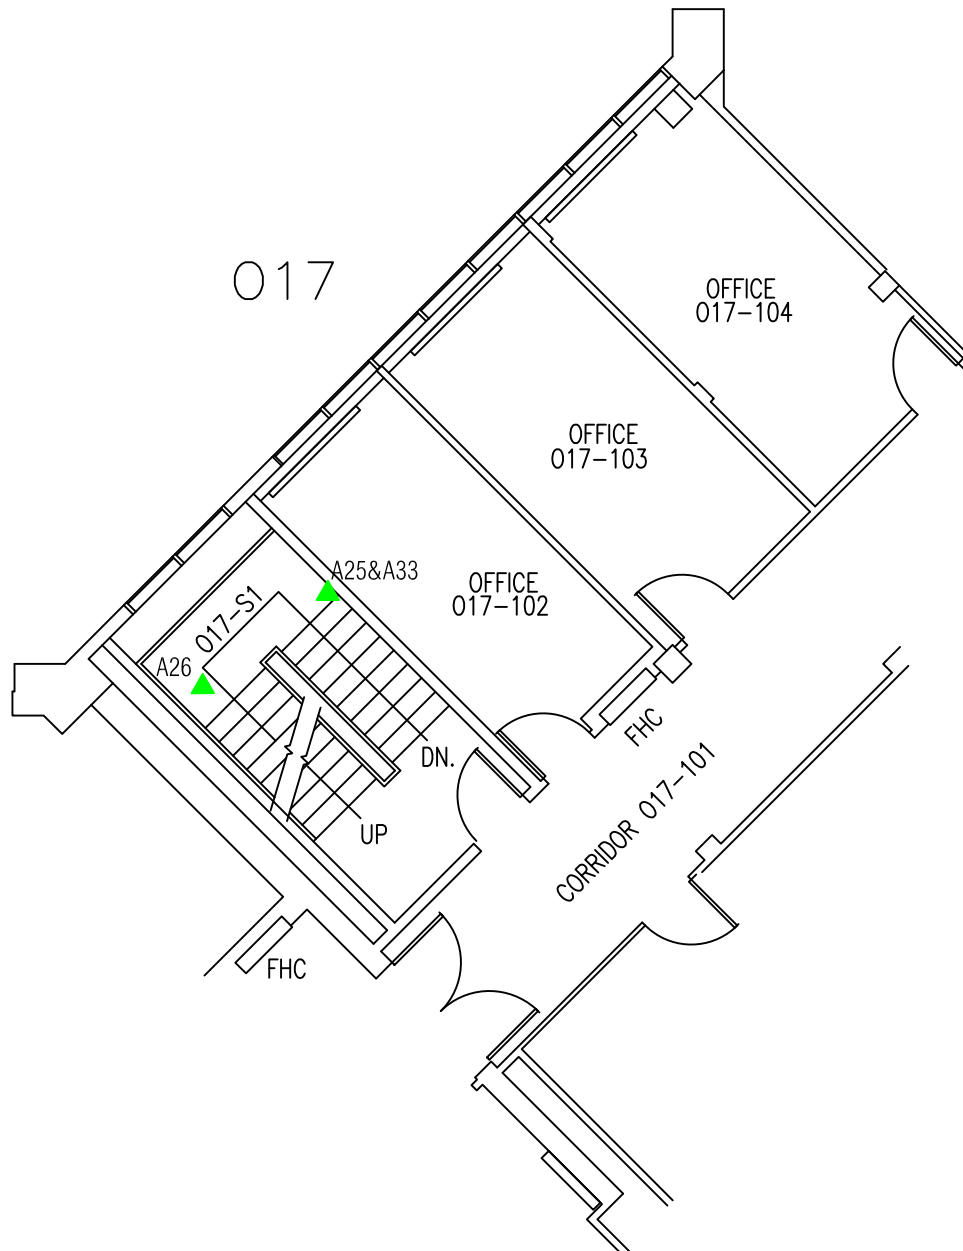 O17
OFFICE
O17-104
OFFICE
O17-103
A25&A33
OFFICE
O17-102
O17-S1
A26
FHC
DN.
UP
CORRIDOR O17-101
FHC